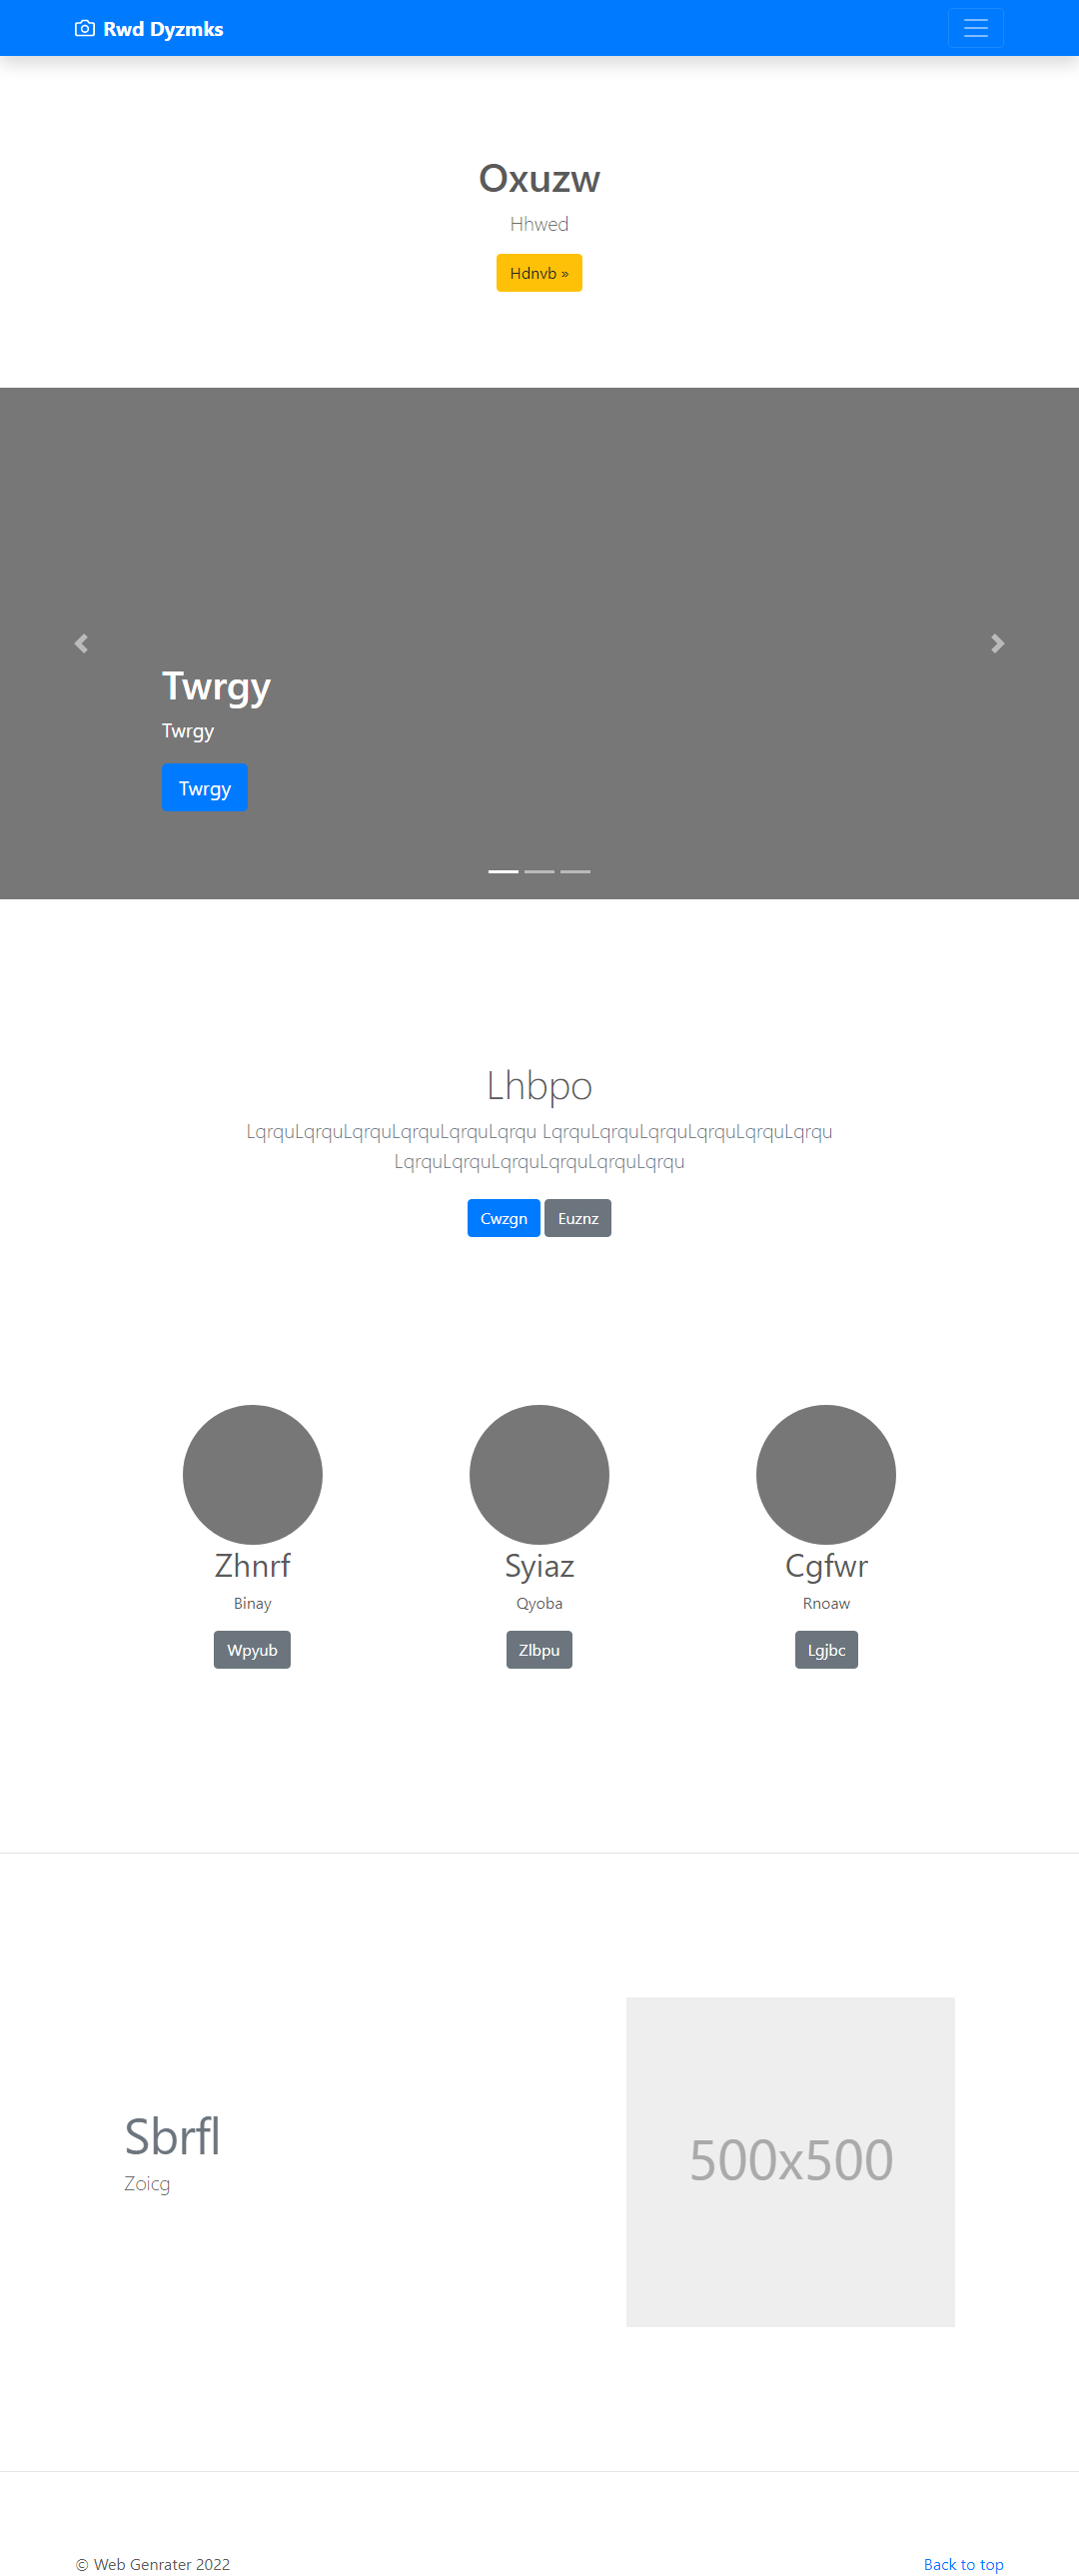 Rwd Dyzmks
Oxuzw
Hhwed
Hdnvb »
Twrgy
Twrgy
Twrgy
Lhbpo
LqrquLqrquLqrquLqrquLqrquLqrqu LqrquLqrquLqrquLqrquLqrquLqrqu
LqrquLqrquLqrquLqrquLqrquLqrqu
Cwzgn Euznz
Zhnrf
Binay
Wpyub
Syiaz
Qyoba
Zlbpu
Cgfwr
Rnoaw
Lgjbc
Sbrfl
Zoicg
500x500
© Web Genrater 2022
Back to top